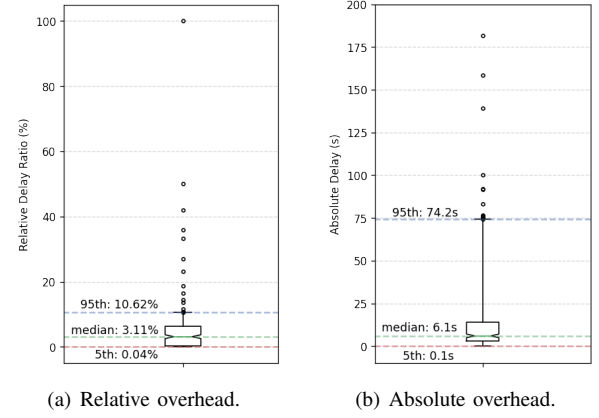 100
80
60
40
20
0
Relative Delay Ratio (%)
95th: 10.62%
median: 3.11%
5th: 0.04%
(a) Relative overhead.
200
175
150
125
100
75
50
25
0
Absolute Delay (s)
95th: 74.2s
median: 6.1s
5th: 0.1s
(b) Absolute overhead.